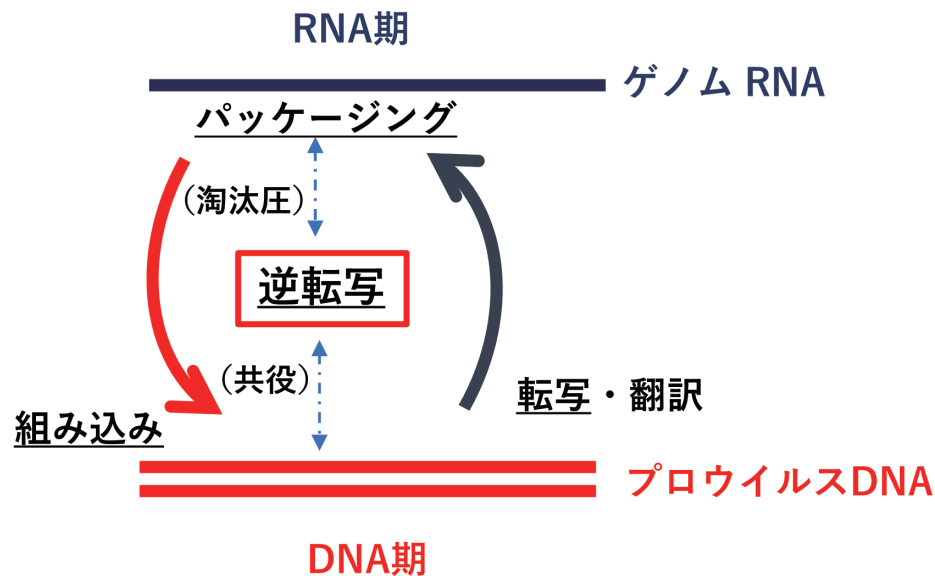 RNA期
ゲノム RNA
パッケージング
（淘汰圧）
逆転写
（共役）
転写・翻訳
組み込み
プロウイルスDNA
DNA期